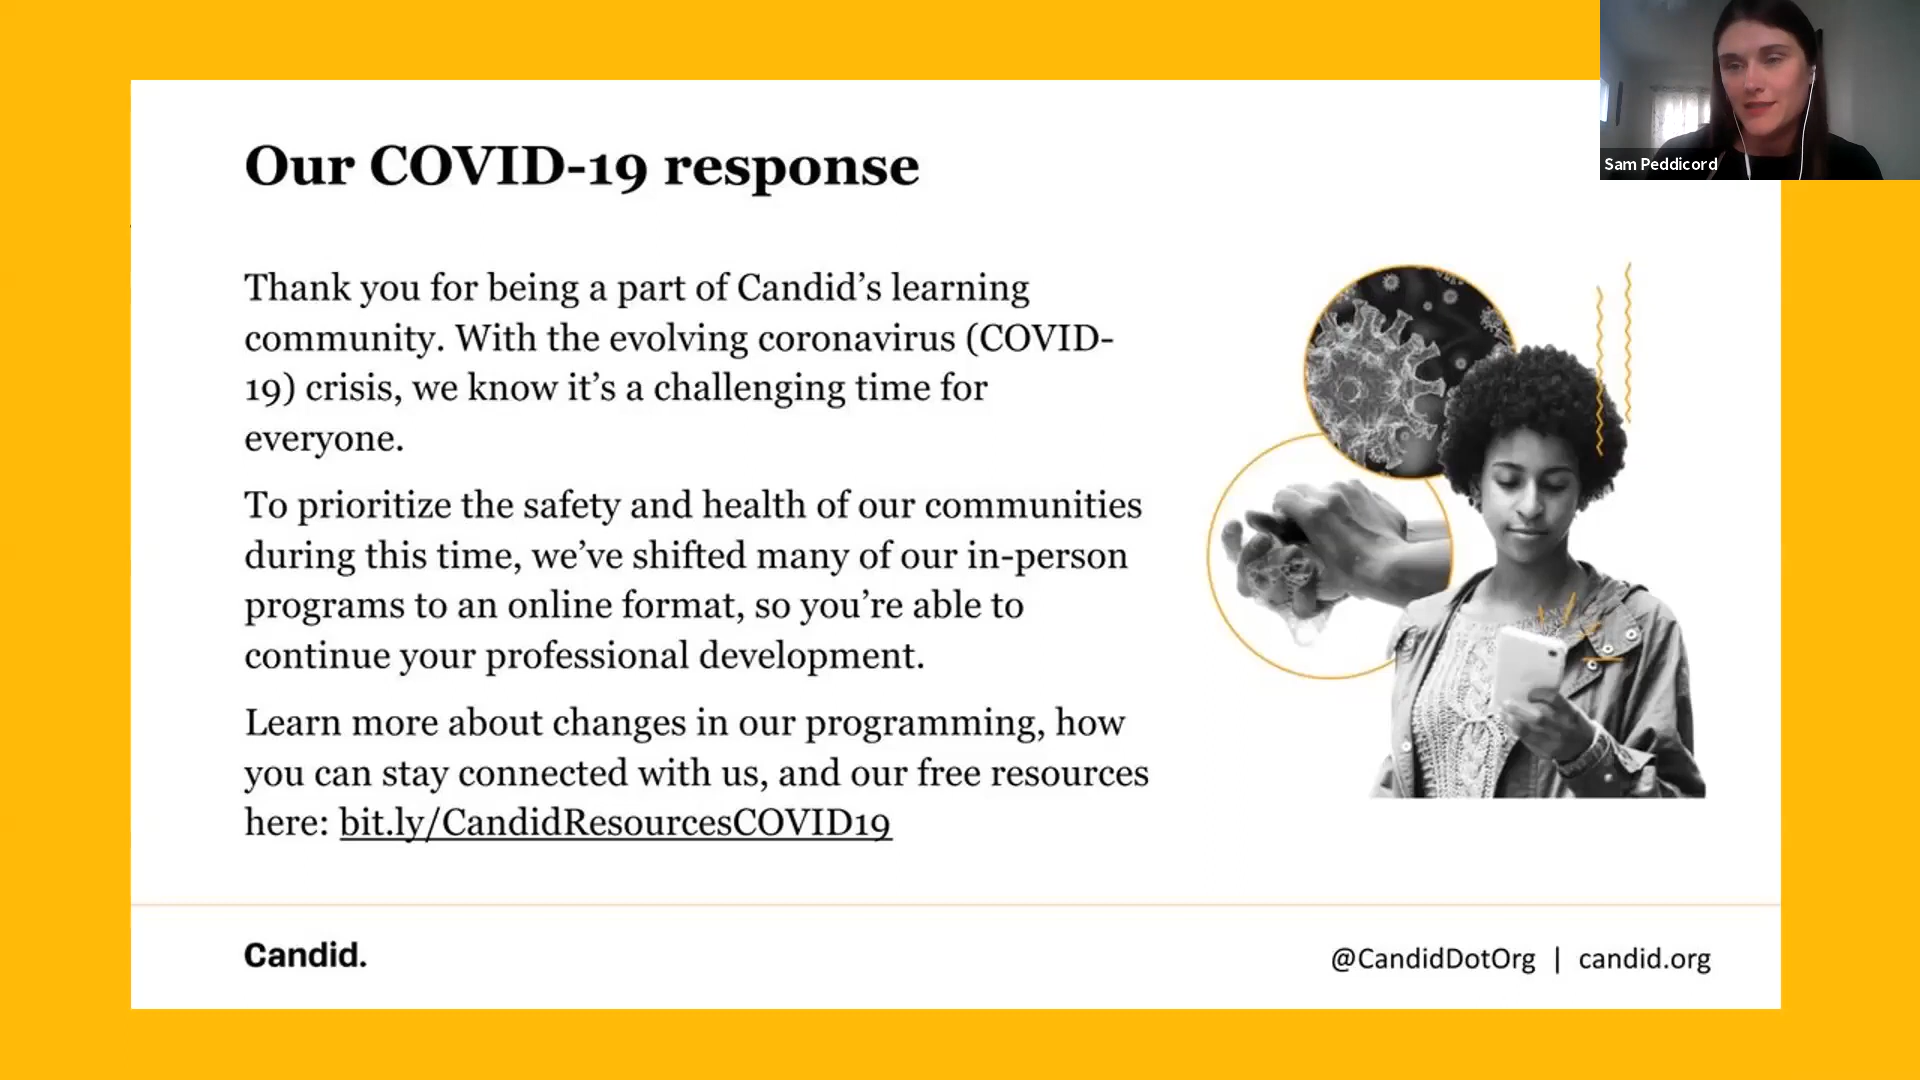 Sam Peddicord
Our COVID-19 response
Thank you for being a part of Candid’s learning
community. With the evolving coronavirus (COVID-
19) crisis, we know it’s a challenging time for
everyone.
To prioritize the safety and health of our communities
during this time, we’ve shifted many of our in-person
programs to an online format, so you’re able to
continue your professional development.
Learn more about changes in our programming, how
you can stay connected with us, and our free resources
here: bit.ly/CandidResourcesCOVID19
Candid.
@CandidDotOrg | candid.org